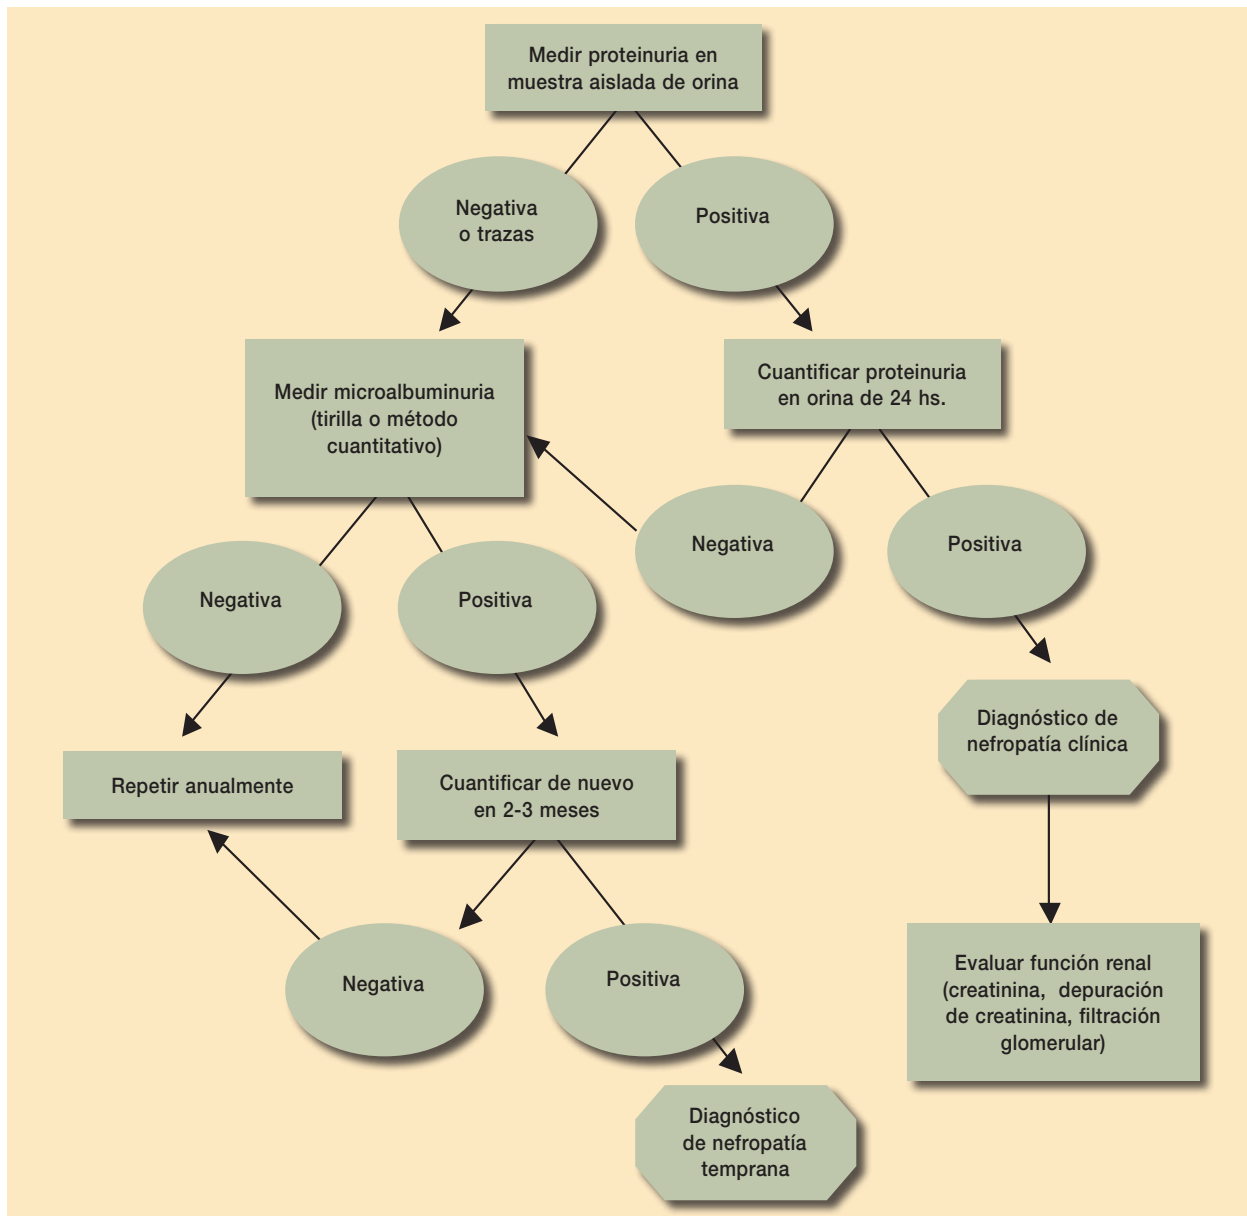 Medir proteinuria en
muestra aislada de orina
Negativa
o trazas
Positiva
Medir microalbuminuria
(tirilla o método
cuantitativo)
Cuantificar proteinuria
en orina de 24 hs.
Negativa
Positiva
Negativa
Positiva
Diagnóstico de
nefropatía clínica
Repetir anualmente
Cuantificar de nuevo
en 2-3 meses
Negativa
Positiva
Evaluar función renal
(creatinina, depuración
de creatinina, filtración
glomerular)
Diagnóstico
de nefropatía
temprana